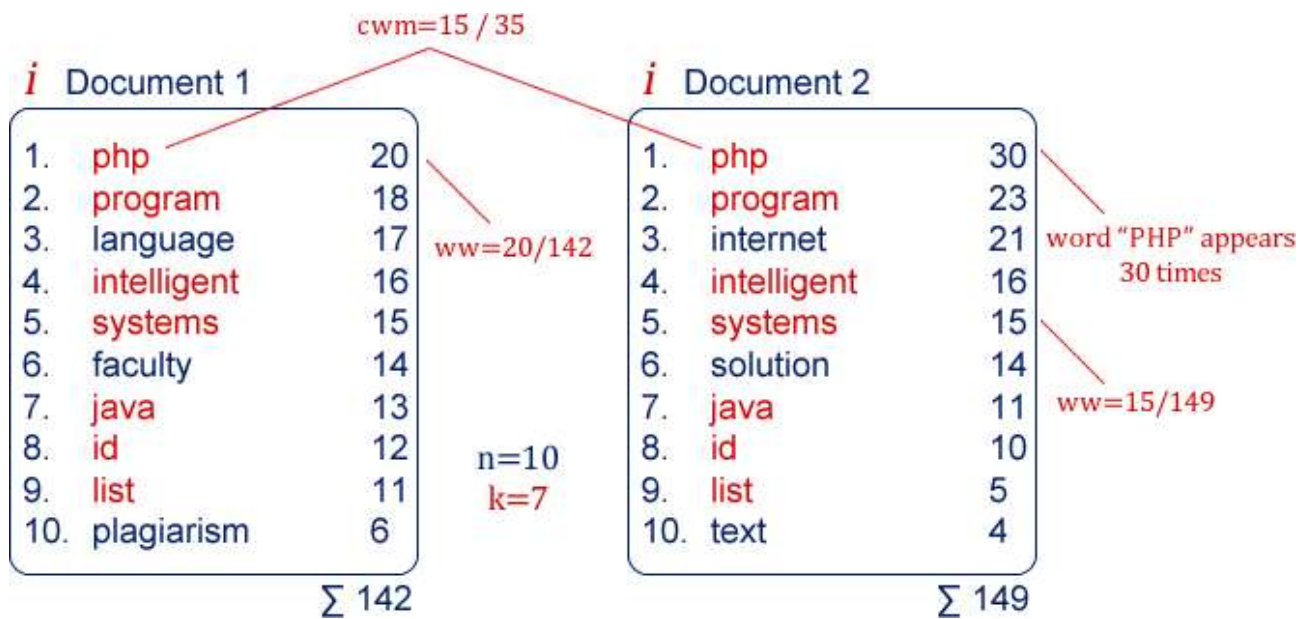 cwm=15 / 35
i Document 1
1. php 20
2. program 18
3. language 17
4. intelligent 16
5. systems 15
6. faculty 14
7. java 13
8. id 12
9. list 11
10. plagiarism 6
∑ 142
ww=20/142
n=10
k=7
i Document 2
1. php 30
2. program 23
3. internet 21
4. intelligent 16
5. systems 15
6. solution 14
7. java 11
8. id 10
9. list 5
10. text 4
∑ 149
word “PHP” appears
30 times
ww=15/149